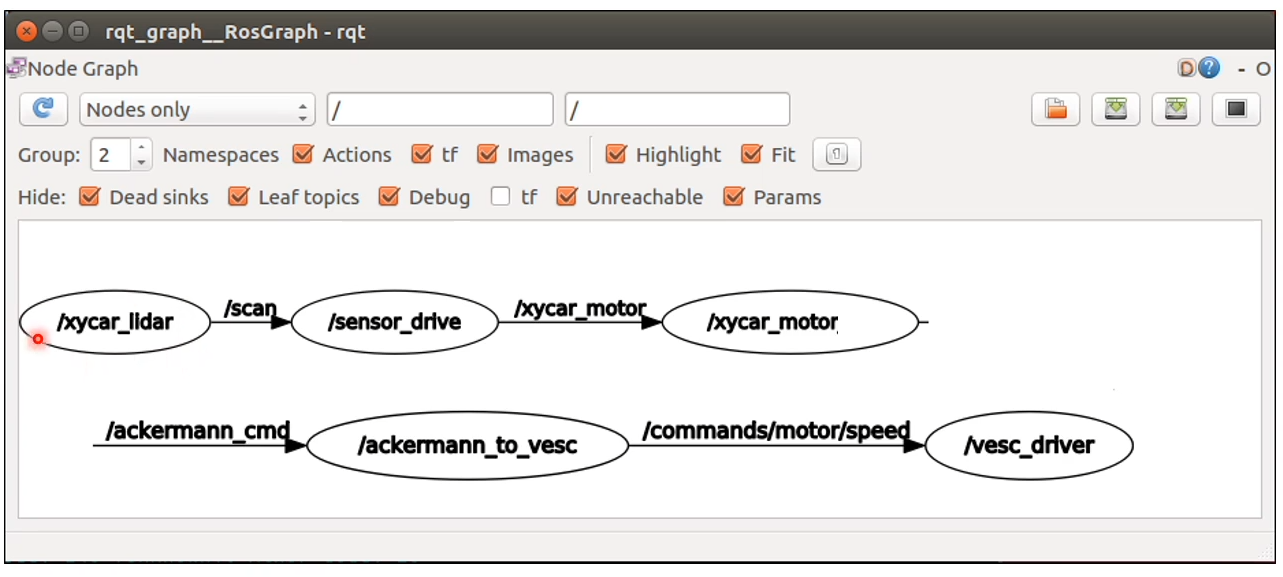 rqt_graph__RosGraph - rqt
Node Graph
D ? - O
Nodes only / /
Group: 2 Namespaces Actions tf Images Highlight Fit
Hide: Dead sinks Leaf topics Debug tf Unreachable Params
/xycar_lidar /scan /sensor_drive /xycar_motor /xycar_motor
/ackermann_cmd /ackermann_to_vesc /commands/motor/speed /vesc_driver